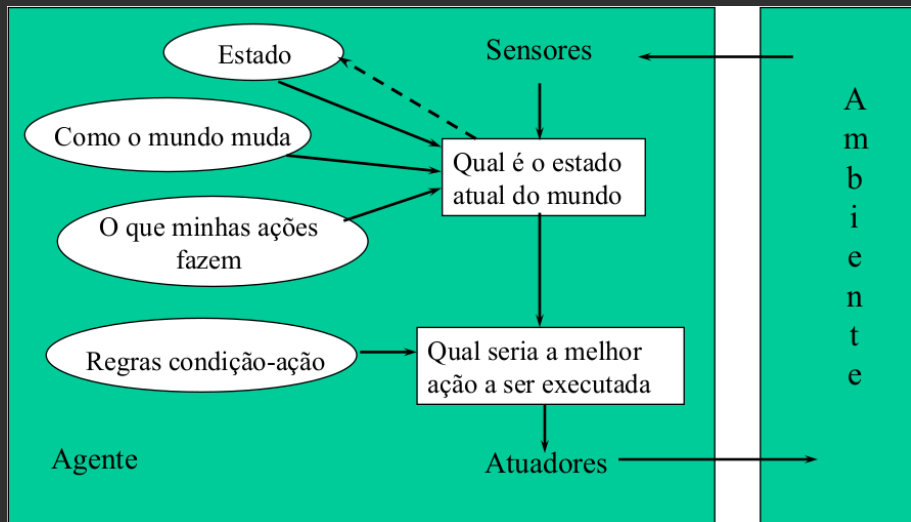 Estado
Sensores
Como o mundo muda
Qual é o estado
atual do mundo
O que minhas ações
fazem
Regras condição-ação
Qual seria a melhor
ação a ser executada
Agente
Atuadores
Ambiente